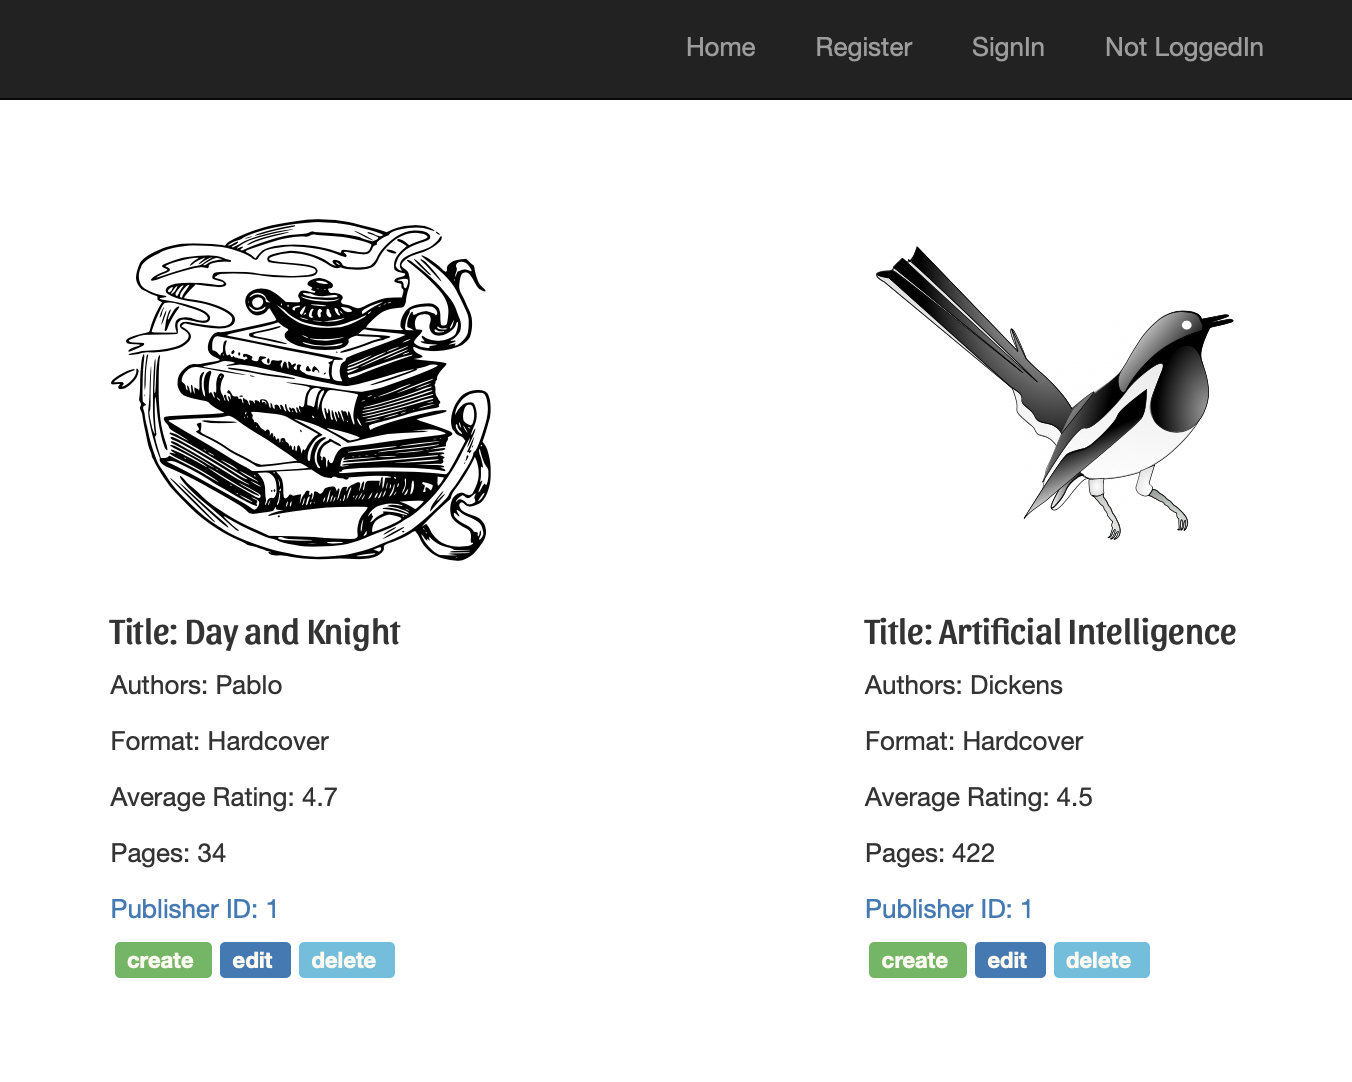 Home Register SignIn Not LoggedIn
Title: Day and Knight
Authors: Pablo
Format: Hardcover
Average Rating: 4.7
Pages: 34
Publisher ID: 1
create edit delete
Title: Artificial Intelligence
Authors: Dickens
Format: Hardcover
Average Rating: 4.5
Pages: 422
Publisher ID: 1
create edit delete